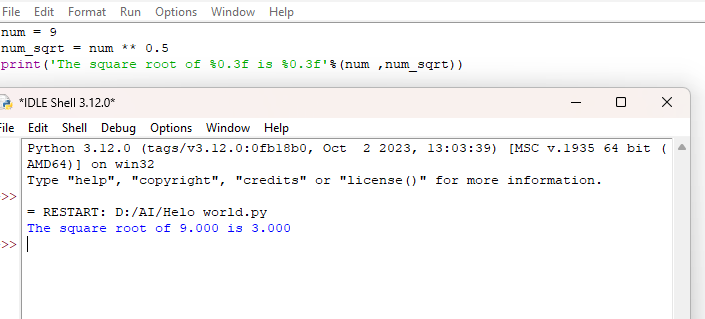 File Edit Format Run Options Window Help
num = 9
num_sqrt = num ** 0.5
print('The square root of %0.3f is %0.3f'%(num ,num_sqrt))
*IDLE Shell 3.12.0*
File Edit Shell Debug Options Window Help
Python 3.12.0 (tags/v3.12.0:0fb18b0, Oct  2 2023, 13:03:39) [MSC v.1935 64 bit (
AMD64)] on win32
Type "help", "copyright", "credits" or "license()" for more information.
>>
= RESTART: D:/AI/Helo world.py
The square root of 9.000 is 3.000
>>